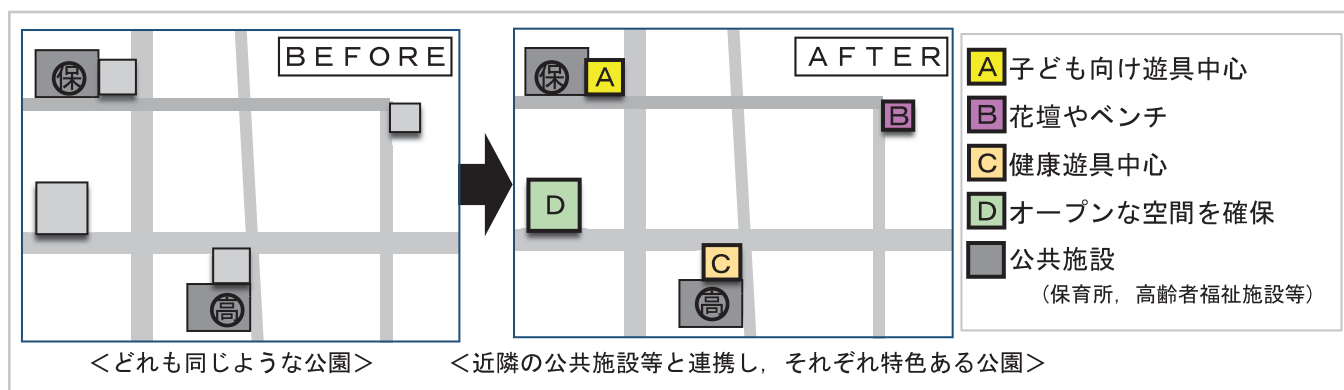 BEFORE
保
高
＜どれも同じような公園＞
AFTER
保
A
B
D
C
高
＜近隣の公共施設等と連携し，それぞれ特色ある公園＞
A 子ども向け遊具中心
B 花壇やベンチ
C 健康遊具中心
D オープンな空間を確保
公共施設
（保育所，高齢者福祉施設等）